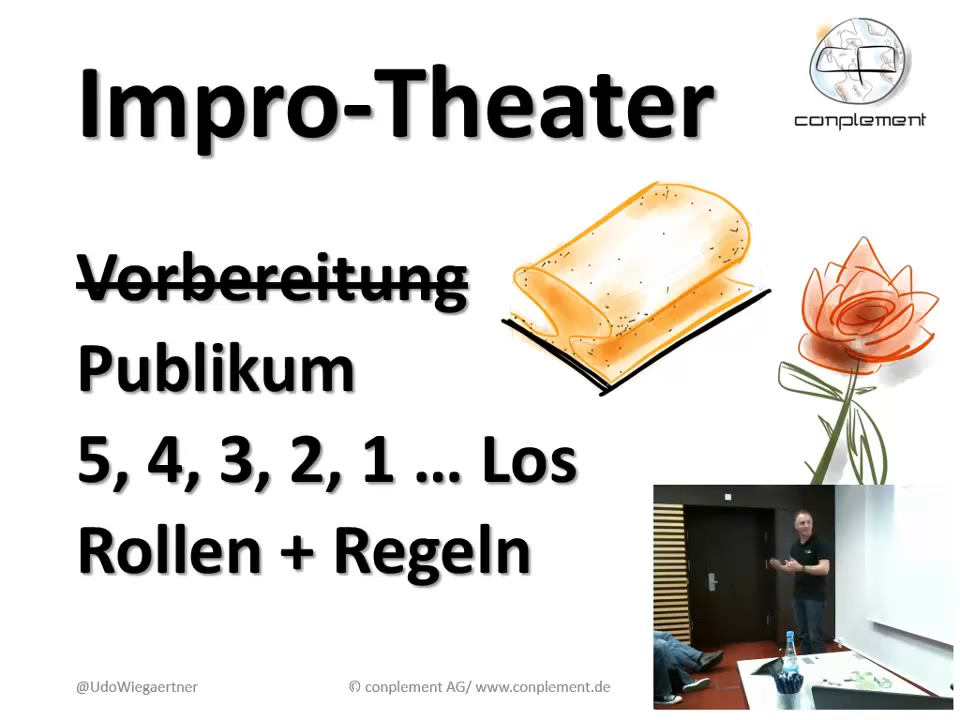 Impro-Theater
conplement
Vorbereitung
Publikum
5, 4, 3, 2, 1 … Los
Rollen + Regeln
@UdoWiegaertner
© conplement AG/ www.conplement.de